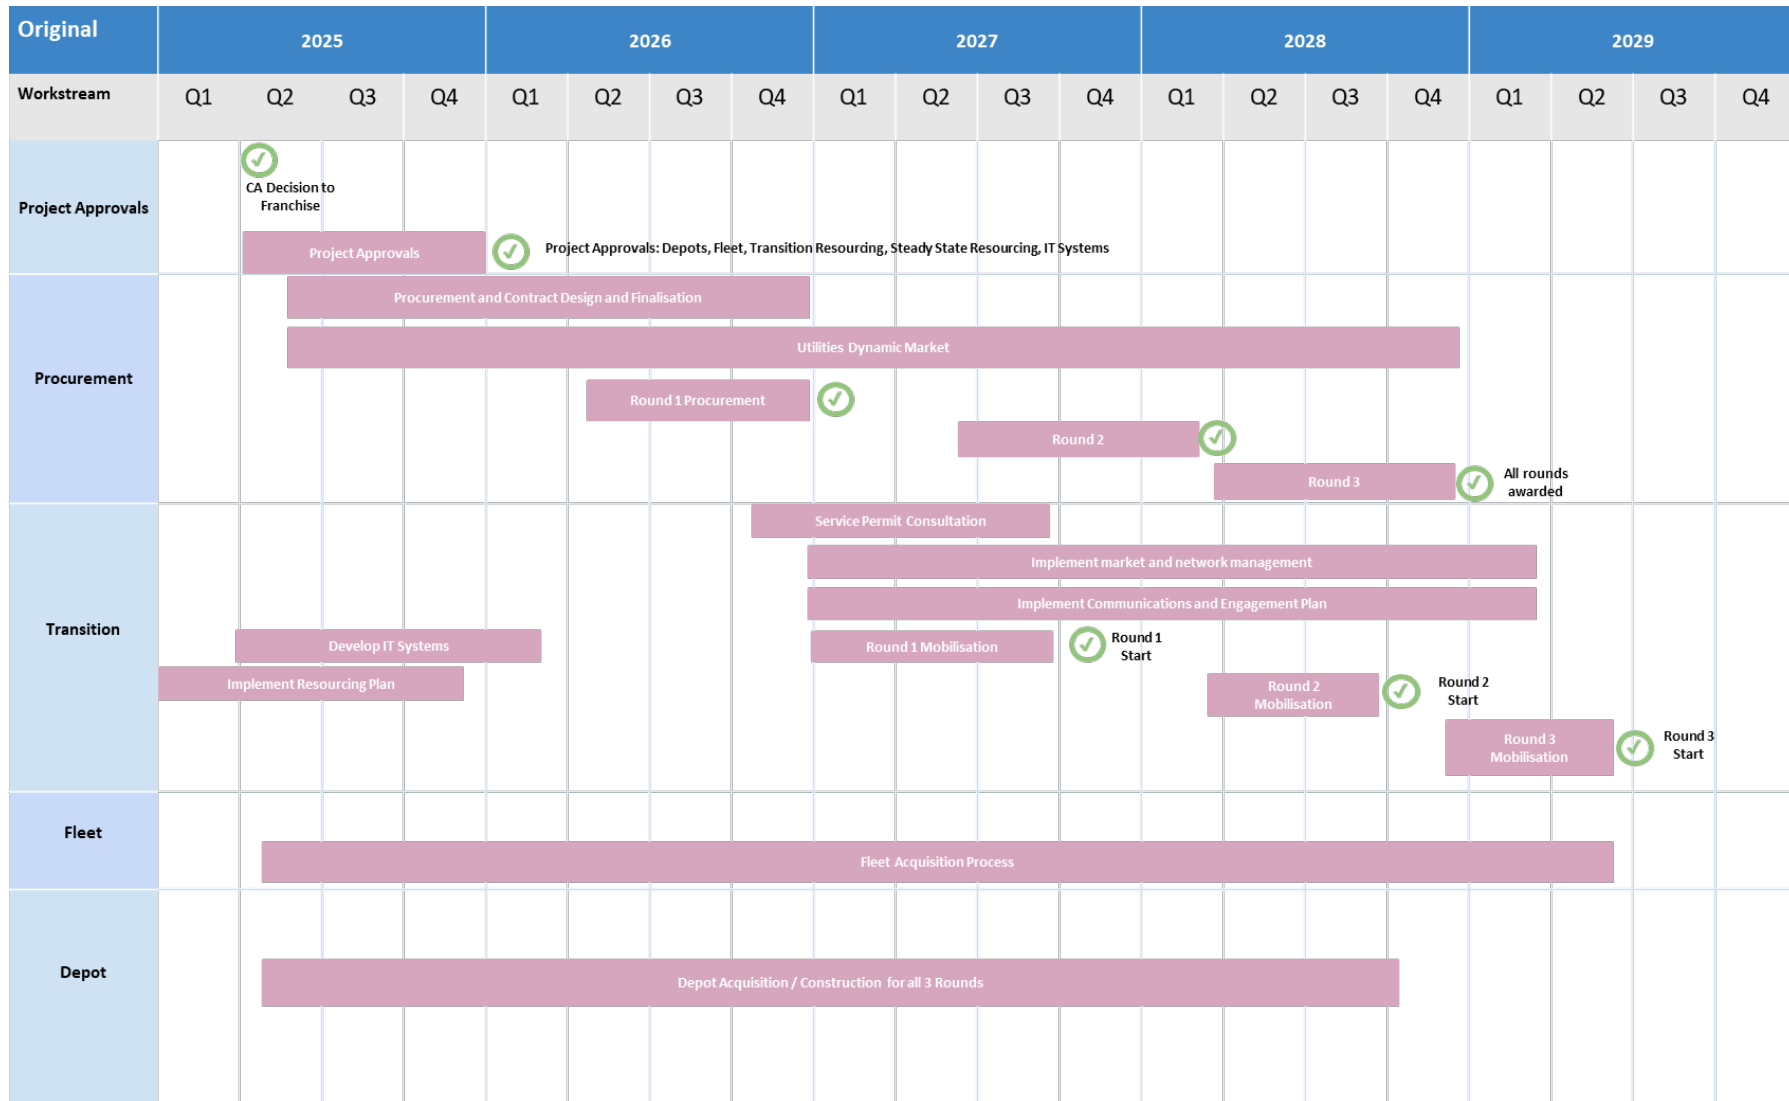 Original
2025 2026 2027 2028 2029
Workstream
Q1 Q2 Q3 Q4 Q1 Q2 Q3 Q4 Q1 Q2 Q3 Q4 Q1 Q2 Q3 Q4 Q1 Q2 Q3 Q4
Project Approvals
CA Decision to
Franchise
Project Approvals
Project Approvals: Depots, Fleet, Transition Resourcing, Steady State Resourcing, IT Systems
Procurement
Procurement and Contract Design and Finalisation
Utilities Dynamic Market
Round 1 Procurement
Round 2
Round 3
All rounds
awarded
Transition
Service Permit Consultation
Implement market and network management
Implement Communications and Engagement Plan
Develop IT Systems
Round 1 Mobilisation
Round 1
Start
Implement Resourcing Plan
Round 2
Mobilisation
Round 2
Start
Round 3
Mobilisation
Round 3
Start
Fleet
Fleet Acquisition Process
Depot
Depot Acquisition / Construction for all 3 Rounds